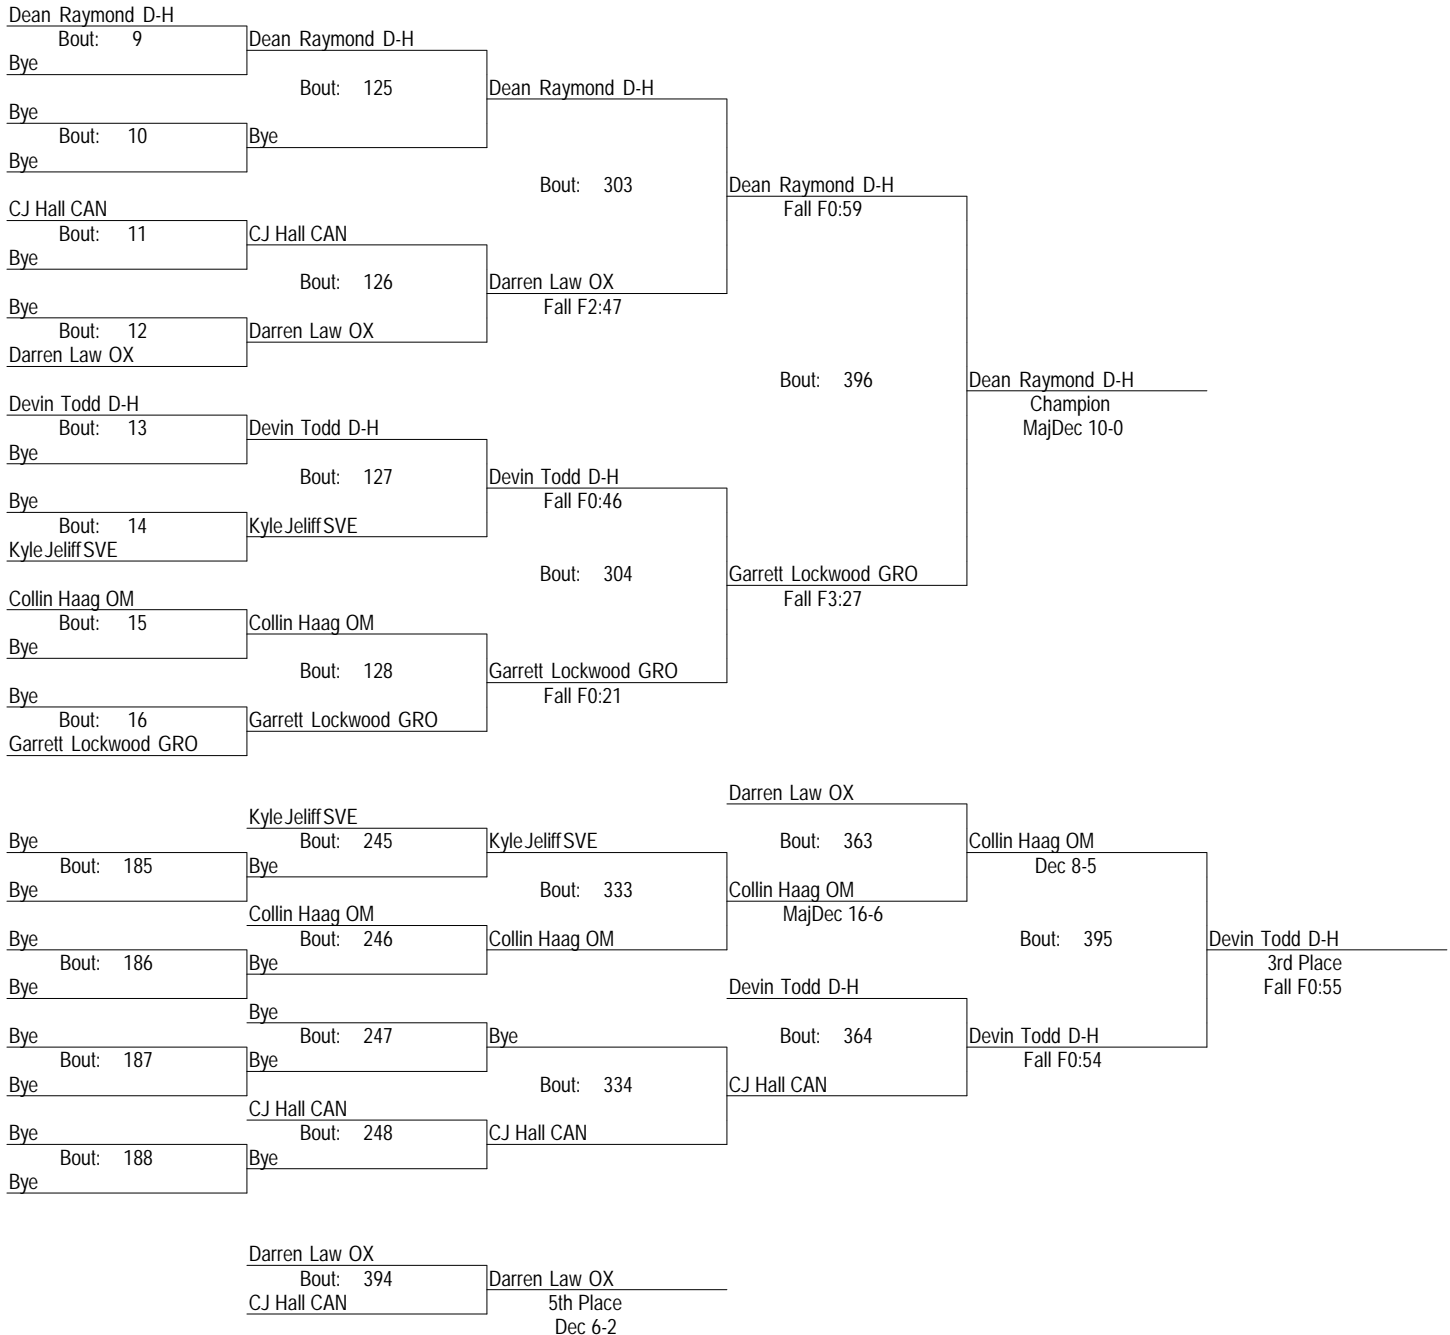 Dean Raymond D-H
Bout: 9 Dean Raymond D-H
Bye
Bout: 125 Dean Raymond D-H
Bye
Bout: 10 Bye
Bye
Bout: 303 Dean Raymond D-H
CJ Hall CAN Fall F0:59
Bout: 11 CJ Hall CAN
Bye
Bout: 126 Darren Law OX
Bye Fall F2:47
Bout: 12 Darren Law OX
Darren Law OX
Bout: 396 Dean Raymond D-H
Devin Todd D-H Champion
Bout: 13 Devin Todd D-H MajDec 10-0
Bye
Bout: 127 Devin Todd D-H
Bye Fall F0:46
Bout: 14 Kyle Jeliff SVE
Kyle Jeliff SVE
Bout: 304 Garrett Lockwood GRO
Collin Haag OM Fall F3:27
Bout: 15 Collin Haag OM
Bye
Bout: 128 Garrett Lockwood GRO
Bye Fall F0:21
Bout: 16 Garrett Lockwood GRO
Garrett Lockwood GRO
Darren Law OX
Kyle Jeliff SVE
Bye Bout: 245 Kyle Jeliff SVE Bout: 363 Collin Haag OM
Bout: 185 Bye Dec 8-5
Bye Bout: 333 Collin Haag OM
Collin Haag OM MajDec 16-6
Bye Bout: 246 Collin Haag OM Bout: 395 Devin Todd D-H
Bout: 186 Bye 3rd Place
Bye Devin Todd D-H Fall F0:55
Bye
Bye Bout: 247 Bye Bout: 364 Devin Todd D-H
Bout: 187 Bye Fall F0:54
Bye Bout: 334 CJ Hall CAN
CJ Hall CAN
Bye Bout: 248 CJ Hall CAN
Bout: 188 Bye
Bye
Darren Law OX
Bout: 394 Darren Law OX
CJ Hall CAN 5th Place
Dec 6-2